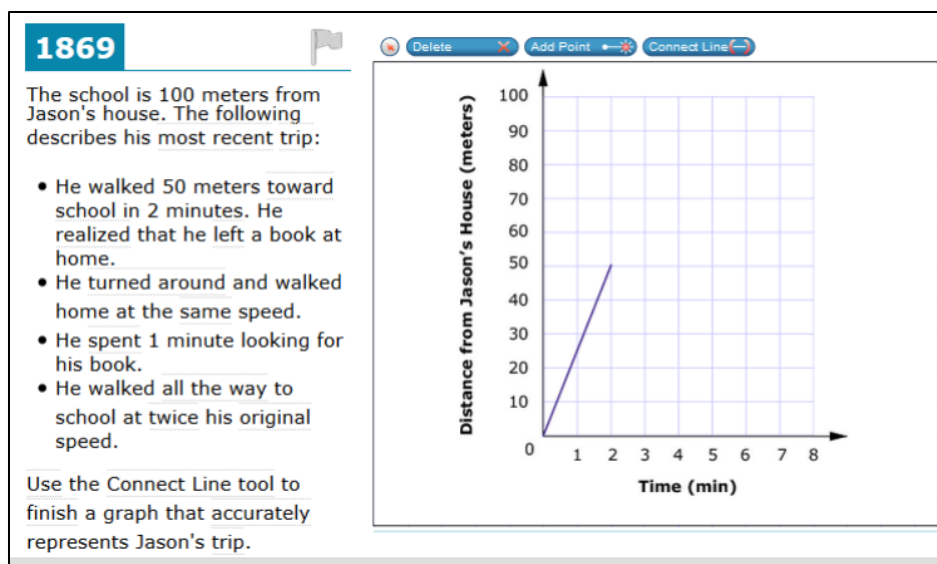 1869
The school is 100 meters from
Jason's house. The following
describes his most recent trip:
• He walked 50 meters toward
school in 2 minutes. He
realized that he left a book at
home.
• He turned around and walked
home at the same speed.
• He spent 1 minute looking for
his book.
• He walked all the way to
school at twice his original
speed.
Use the Connect Line tool to
finish a graph that accurately
represents Jason's trip.
Delete Add Point Connect Line
Distance from Jason's House (meters)
100
90
80
70
60
50
40
30
20
10
0 1 2 3 4 5 6 7 8
Time (min)